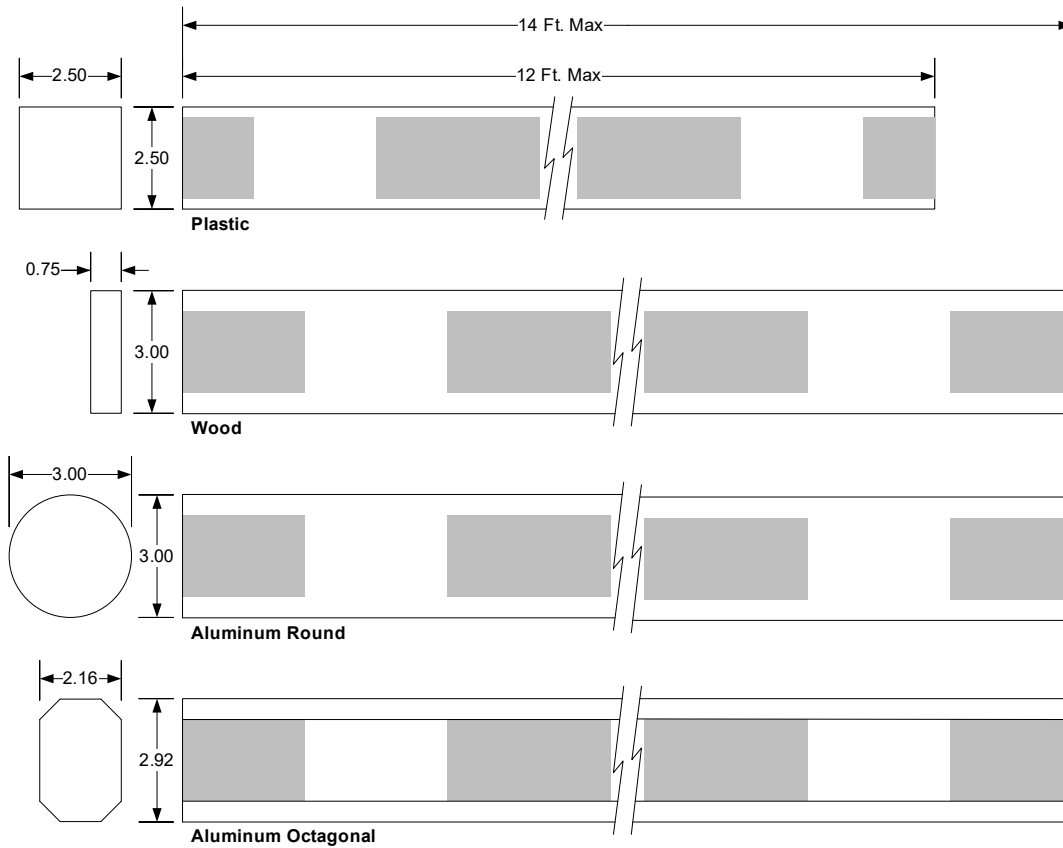 14 Ft. Max
2.50
12 Ft. Max
2.50
Plastic
0.75
3.00
Wood
3.00
3.00
Aluminum Round
2.16
2.92
Aluminum Octagonal